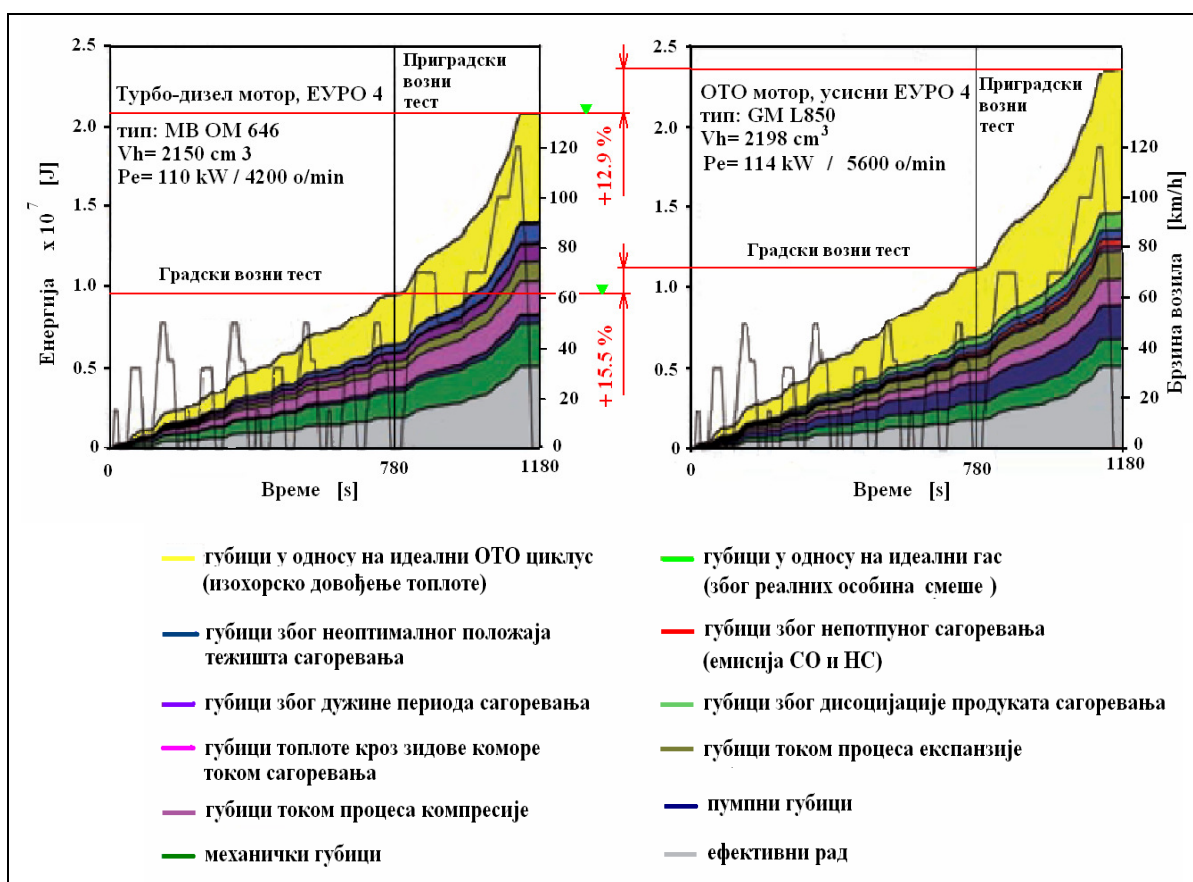 2.5
2.0
1.5
1.0
0.5
0
Енергија x 10 7 [J]
Приградски
возни
тест
Турбо-дизел мотор, ЕУРО 4
тип: MB OM 646
Vh= 2150 cm 3
Pe= 110 kW / 4200 o/min
Градски возни тест
120
100
80
60
40
20
0
0
780
1180
Време [s]
+12.9 %
+15.5 %
2.5
2.0
1.5
1.0
0.5
0
Приградски
возни
тест
ОТО мотор, усисни ЕУРО 4
тип: GM L850
Vh= 2198 cm3
Pe= 114 kW / 5600 o/min
Градски возни тест
120
100
80
60
40
20
0
Брзина возила [km/h]
0
780
1180
Време [s]
губици у односу на идеални ОТО циклус
(изохорско довођење топлоте)
губици због неоптималног положаја
тежишта сагоревања
губици због дужине периода сагоревања
губици топлоте кроз зидове коморе
током сагоревања
губици током процеса компресије
механички губици
губици у односу на идеални гас
(због реалних особина смеше )
губици због непотпуног сагоревања
(емисија CO и HC)
губици због дисоцијације продуката сагоревања
губици током процеса експанзије
пумпни губици
ефективни рад